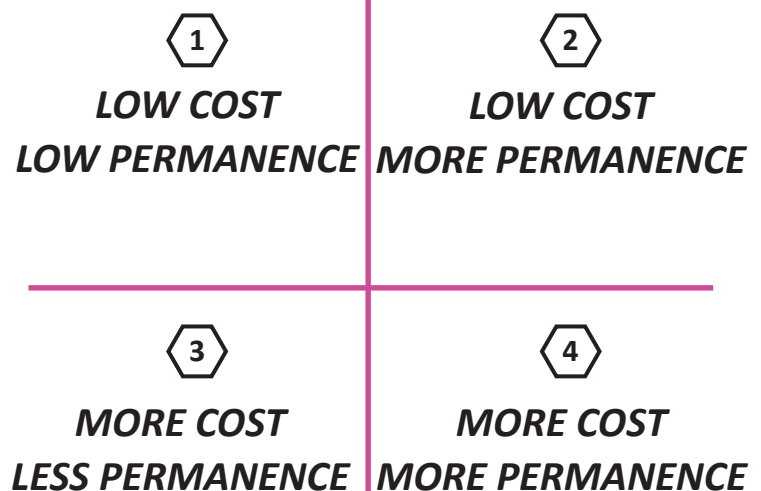 1
LOW COST
LOW PERMANENCE
2
LOW COST
MORE PERMANENCE
3
MORE COST
LESS PERMANENCE
4
MORE COST
MORE PERMANENCE